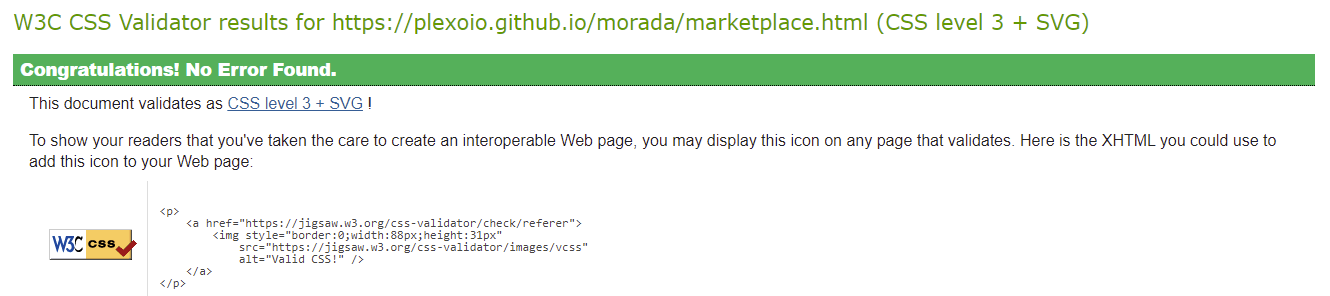 W3C CSS Validator results for https://plexoio.github.io/morada/marketplace.html (CSS level 3 + SVG)
Congratulations! No Error Found.
This document validates as CSS level 3 + SVG !
To show your readers that you've taken the care to create an interoperable Web page, you may display this icon on any page that validates. Here is the XHTML you could use to
add this icon to your Web page:
W3C css
<p>
    <a href="https://jigsaw.w3.org/css-validator/check/referer">
        <img style="border:0;width:88px;height:31px"
            src="https://jigsaw.w3.org/css-validator/images/vcss"
            alt="Valid CSS!" />
    </a>
</p>